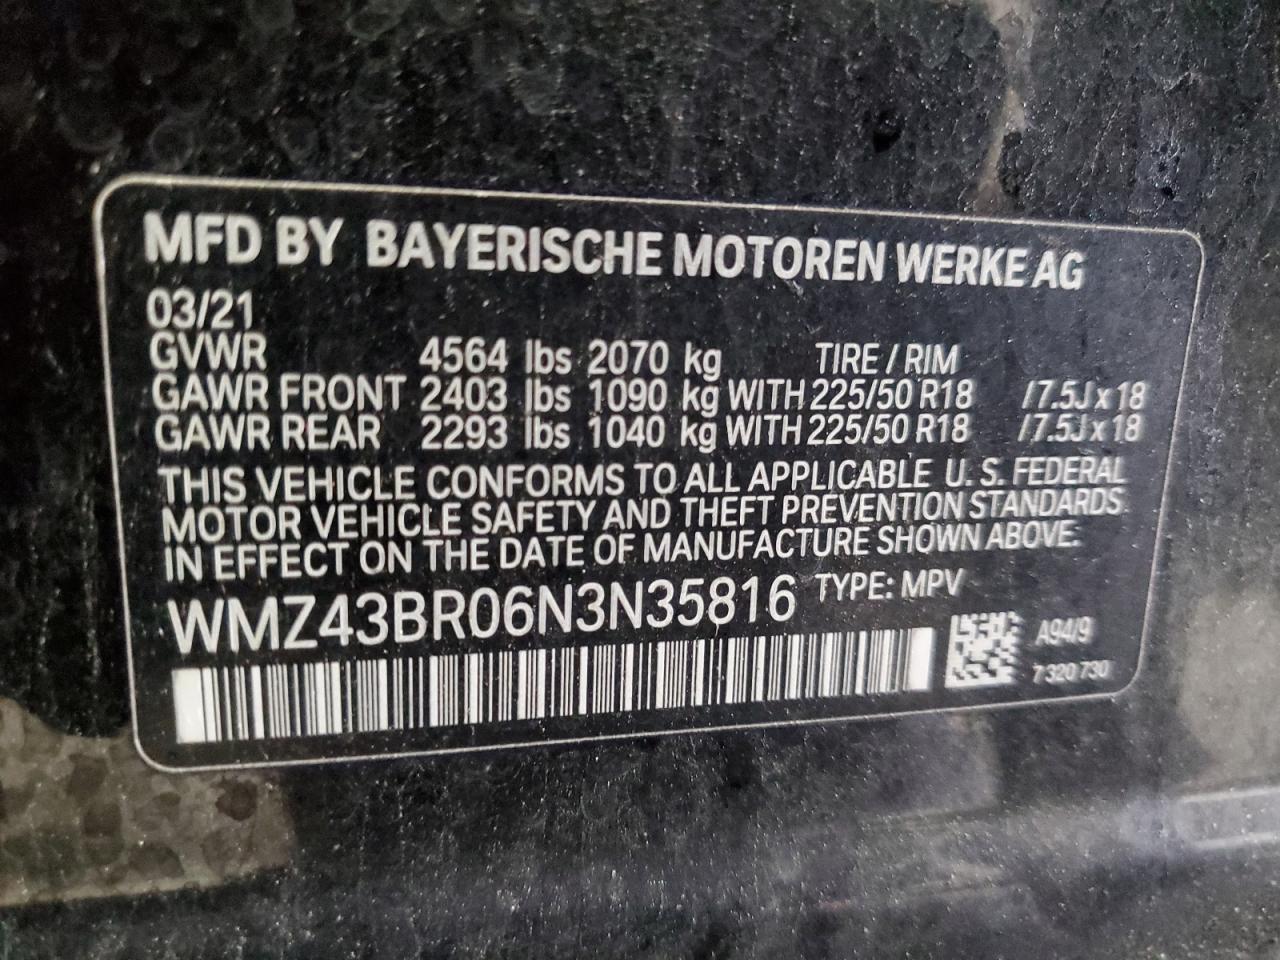 MFD BY BAYERISCHE MOTOREN WERKE AG
03/21
GVWR 4564 lbs 2070 kg TIRE / RIM
GAWR FRONT 2403 lbs 1090 kg WITH 225/50 R18 /7.5J x 18
GAWR REAR 2293 lbs 1040 kg WITH 225/50 R18 /7.5J x 18
THIS VEHICLE CONFORMS TO ALL APPLICABLE U. S. FEDERAL
MOTOR VEHICLE SAFETY AND THEFT PREVENTION STANDARDS
IN EFFECT ON THE DATE OF MANUFACTURE SHOWN ABOVE.
WMZ43BR06N3N35816 TYPE: MPV
A94/9
7 320 730